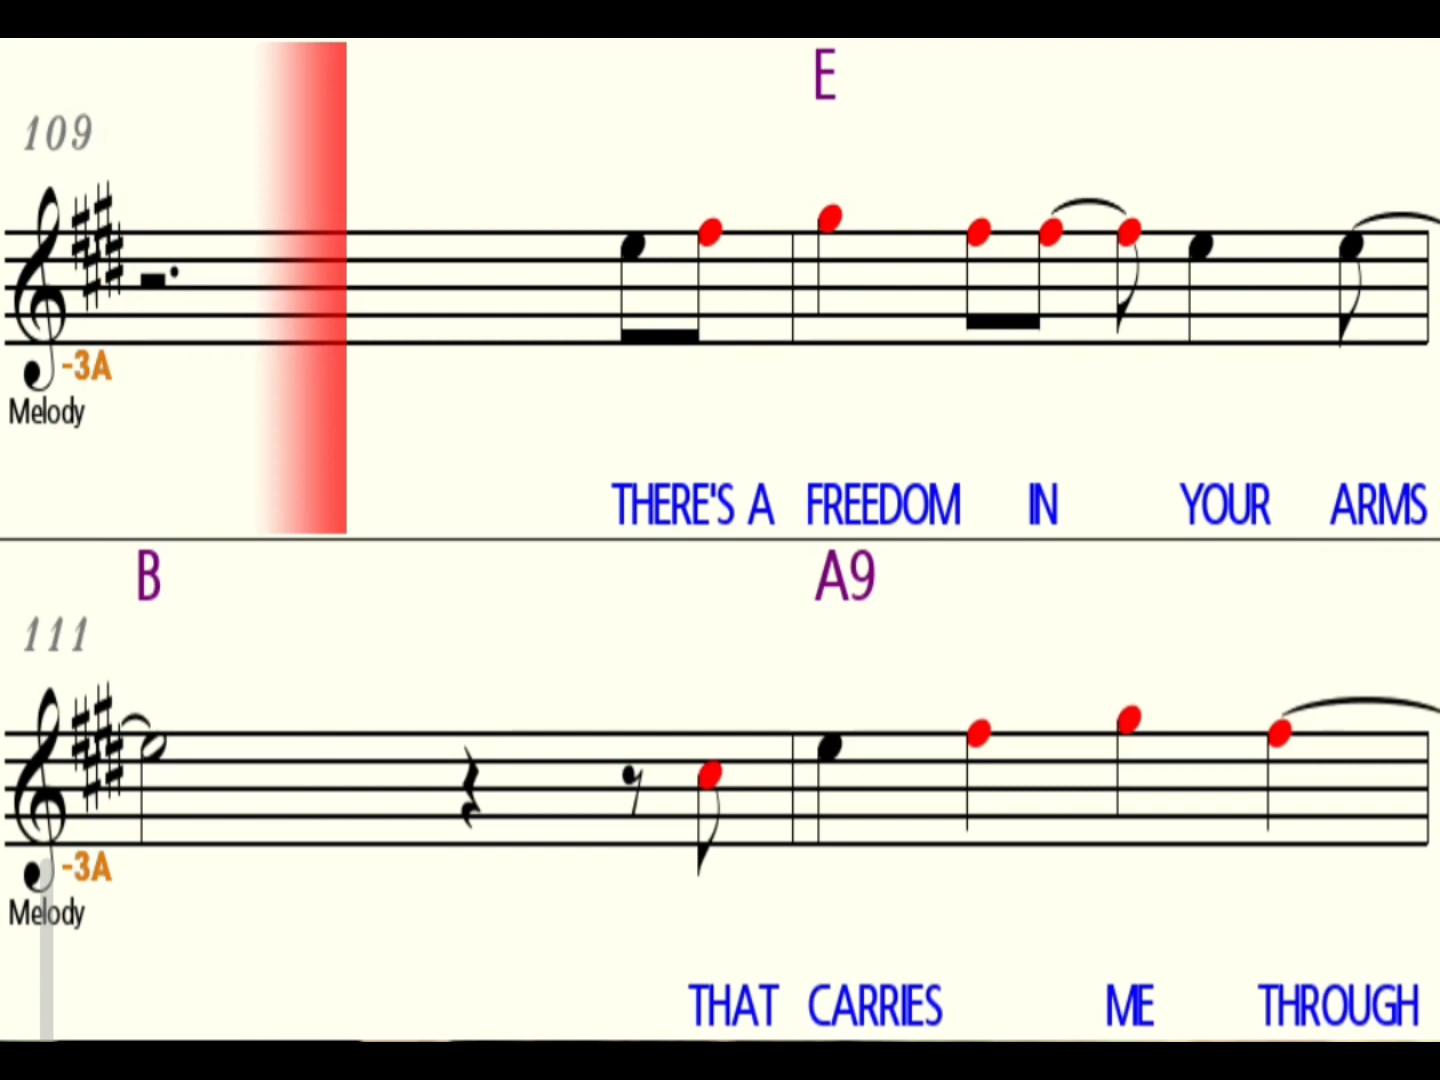 E
109
-3A
Melody
THERE'S A FREEDOM IN YOUR ARMS
B A9
111
-3A
Melody
THAT CARRIES ME THROUGH